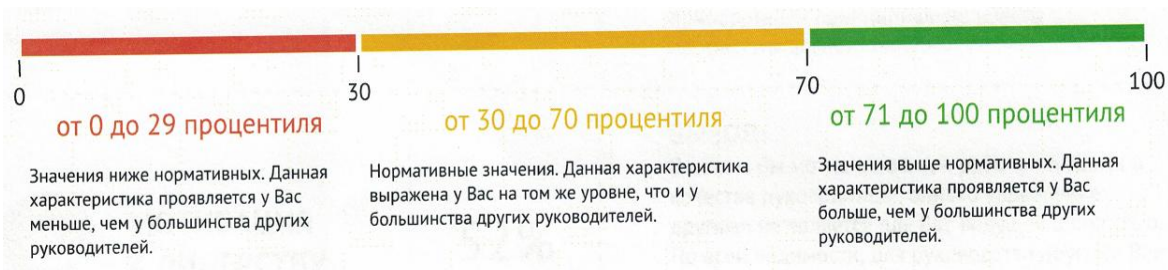 0
30
70
100
от 0 до 29 процентиля
от 30 до 70 процентиля
от 71 до 100 процентиля
Значения ниже нормативных. Данная
характеристика проявляется у Вас
меньше, чем у большинства других
руководителей.
Нормативные значения. Данная характеристика
выражена у Вас на том же уровне, что и у
большинства других руководителей.
Значения выше нормативных. Данная
характеристика проявляется у Вас
больше, чем у большинства других
руководителей.